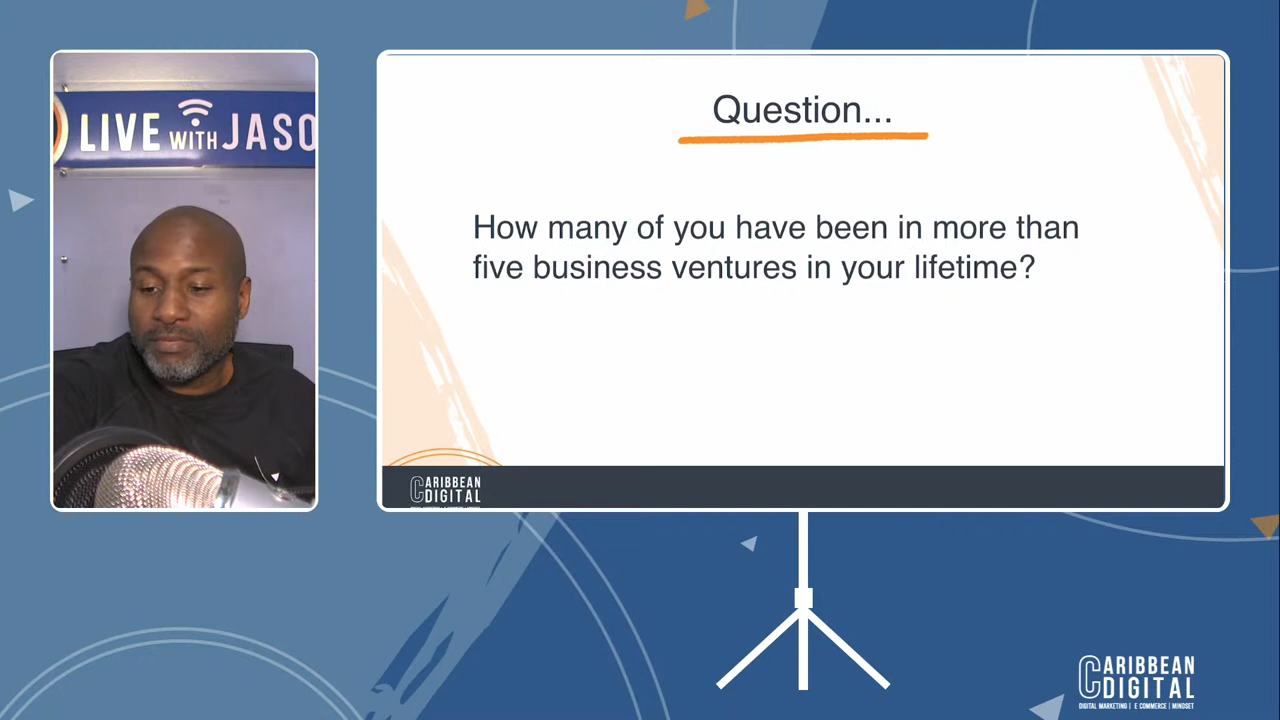 LIVE WITH JASO
Question...
How many of you have been in more than
five business ventures in your lifetime?
CARIBBEAN
DIGITAL
CARIBBEAN
DIGITAL
DIGITAL MARKETING | E COMMERCE | MINDSET